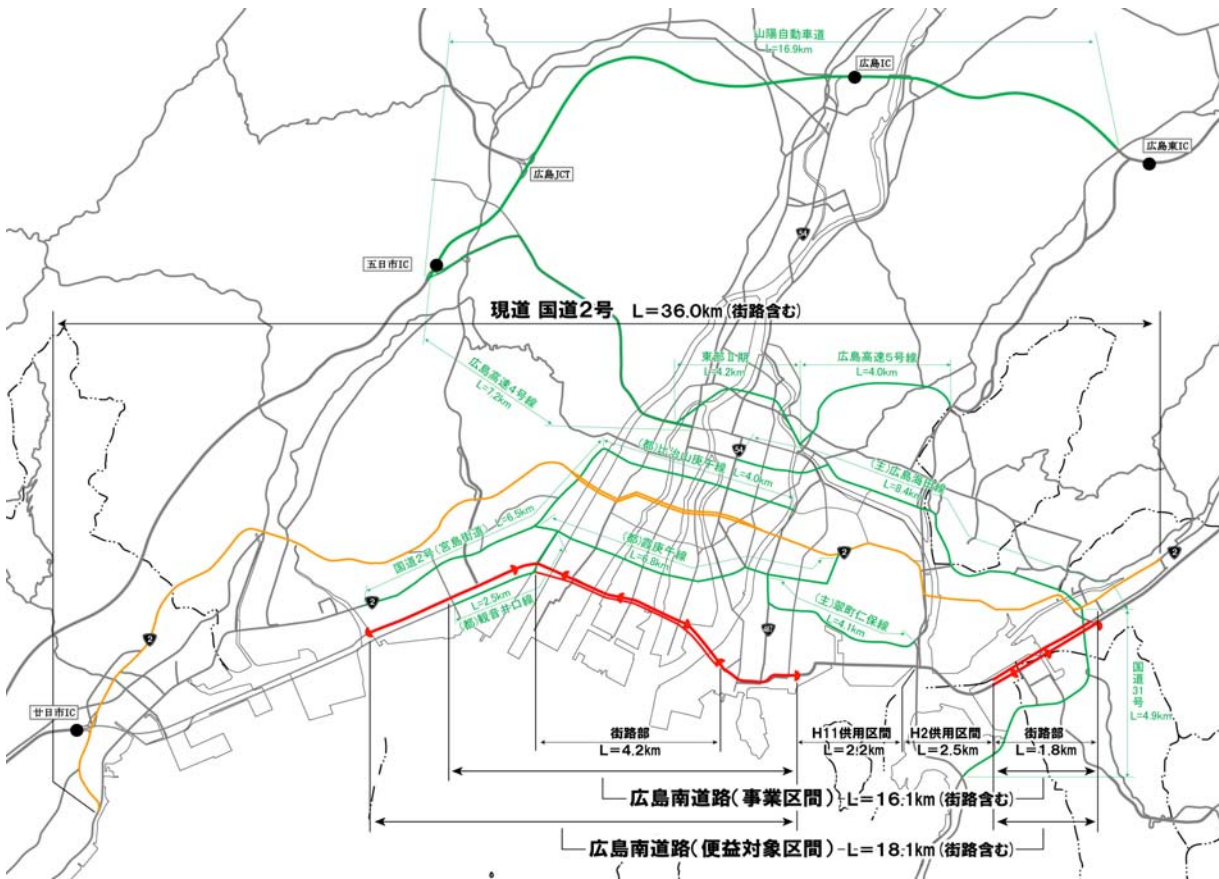 山陽自動車道
L=16.9km
広島IC
広島東IC
広島JCT
54
五日市IC
現道 国道2号 L=36.0km(街路含む)
広島高速4号線
L=7.2km
東部Ⅱ期
L=4.2km
広島高速5号線
L=4.0km
54
(都)比治山庚午線
L=4.0km
(主)広島海田線
L=8.4km
国道2号(宮島街道) L=6.5km
(都)霞庚午線
L=6.8km
2
2
2
2
L=2.5km
(都)観音井口線
(主)翠町仁保線
L=4.1km
487
国道31号
L=4.9km
廿日市IC
街路部
L=4.2km
H11供用区間
L=2.2km
H2供用区間
L=2.5km
街路部
L=1.8km
広島南道路(事業区間) L=16.1km(街路含む)
広島南道路(便益対象区間) L=18.1km(街路含む)